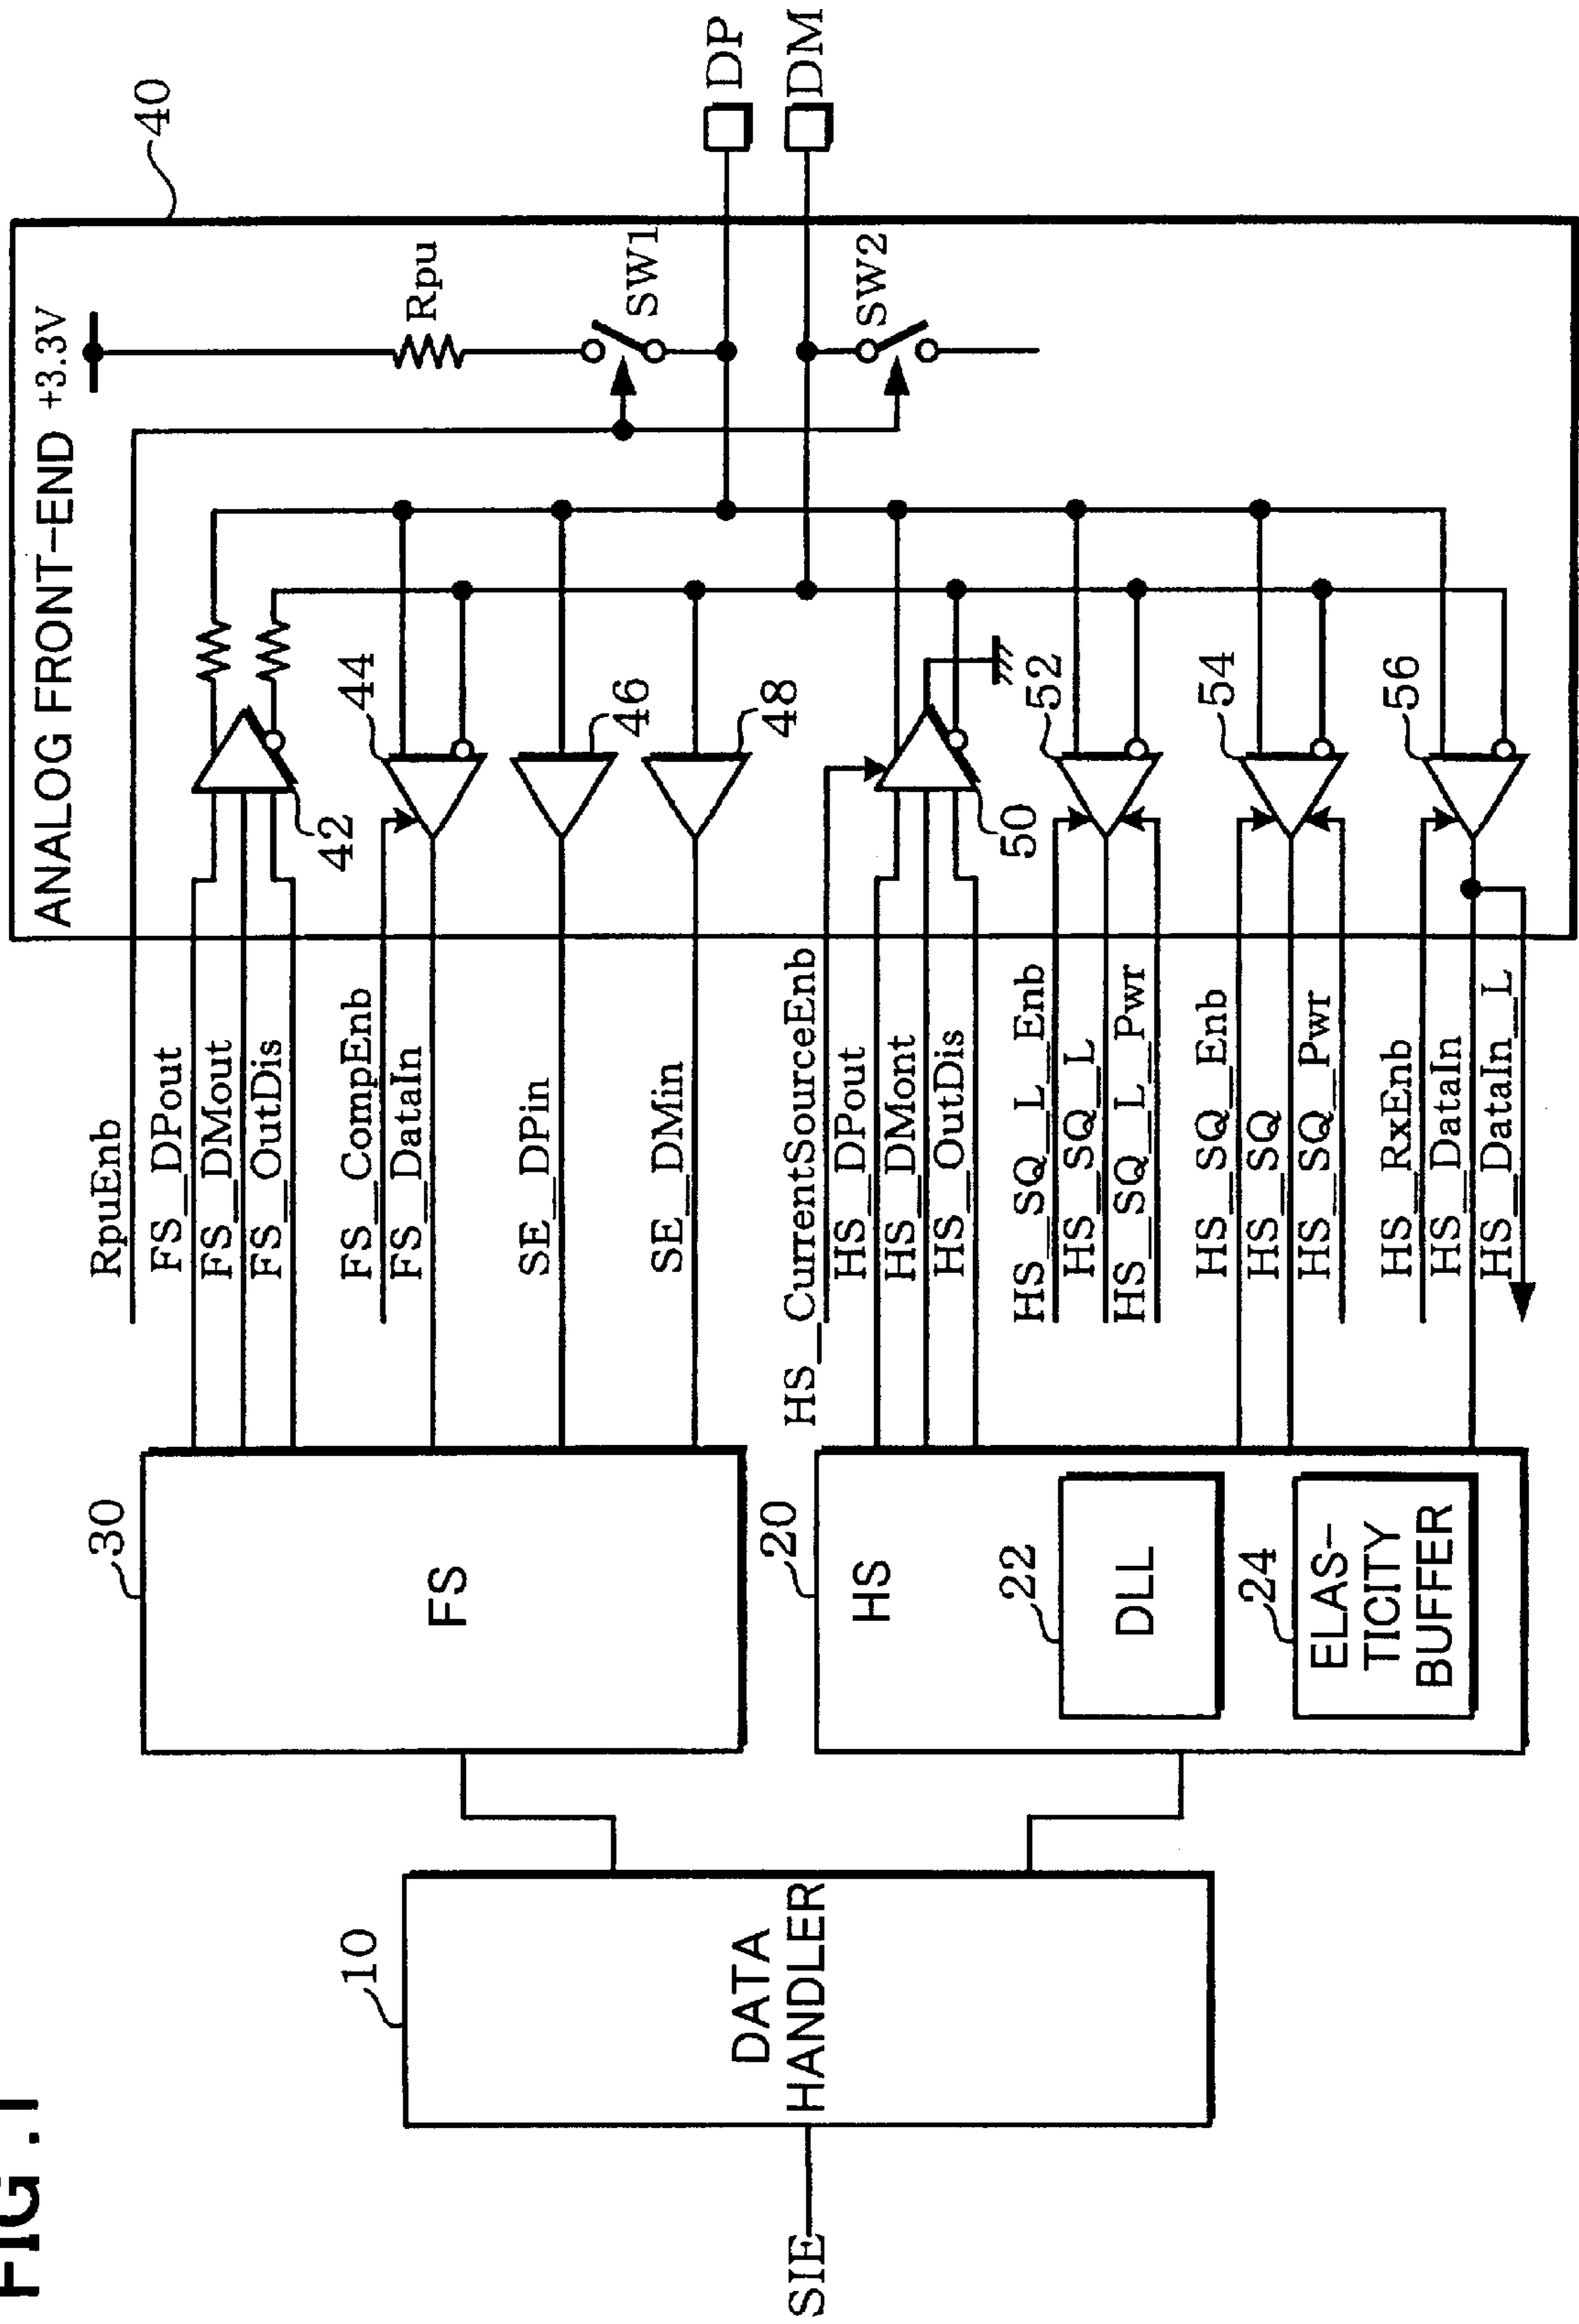 FIG. 1
SIE
10
DATA
HANDLER
30
FS
20
HS
22
DLL
24
ELAS-
TICITY
BUFFER
RpuEnb
FS_DPout
FS_DMout
FS_OutDis
FS_CompEnb
FS_DataIn
SE_DPin
SE_DMin
HS_CurrentSourceEnb
HS_DPout
HS_DMont
HS_OutDis
HS_SQ_L_Enb
HS_SQ_L
HS_SQ_L_Pwr
HS_SQ_Enb
HS_SQ
HS_SQ_Pwr
HS_RxEnb
HS_DataIn
HS_DataIn_L
ANALOG FRONT-END
+3.3V
40
42
44
46
48
50
52
54
56
Rpu
SW1
SW2
DP
DM